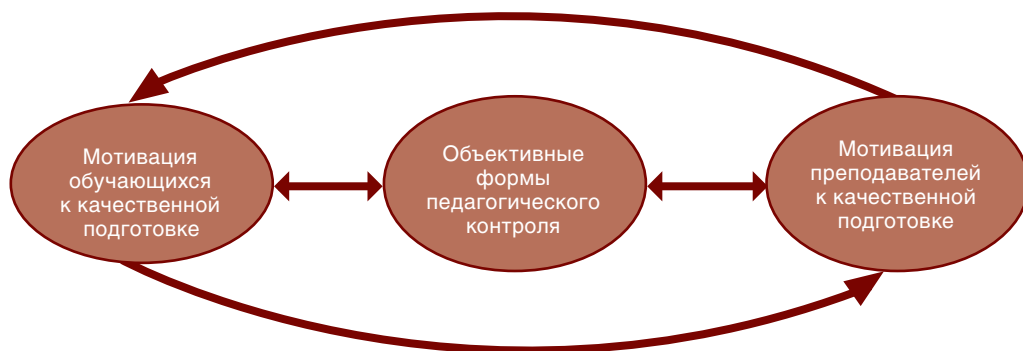 Мотивация
обучающихся
к качественной
подготовке
Объективные
формы
педагогического
контроля
Мотивация
преподавателей
к качественной
подготовке